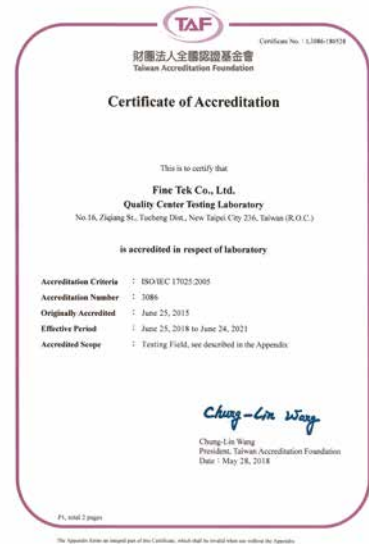 TAF
Certificate No. : L3086-180528
財團法人全國認證基金會
Taiwan Accreditation Foundation
Certificate of Accreditation
This is to certify that
Fine Tek Co., Ltd.
Quality Center Testing Laboratory
No.16, Ziqiang St., Tucheng Dist., New Taipei City 236, Taiwan (R.O.C.)
is accredited in respect of laboratory
Accreditation Criteria : ISO/IEC 17025:2005
Accreditation Number : 3086
Originally Accredited : June 25, 2015
Effective Period : June 25, 2018 to June 24, 2021
Accredited Scope : Testing Field, see described in the Appendix
Chung-Lin Wang
Chung-Lin Wang
President, Taiwan Accreditation Foundation
Date : May 28, 2018
P1, total 2 pages
The Appendix forms an integral part of this Certificate, which shall be invalid when use without the Appendix.